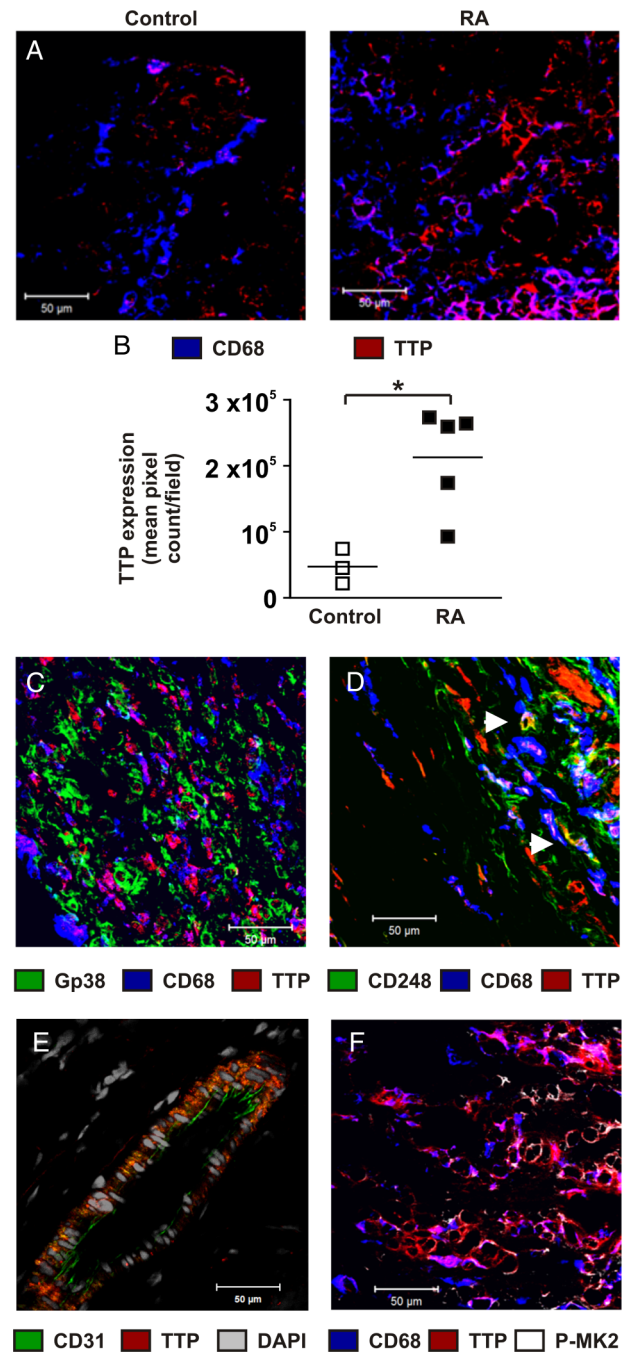 Control RA
A
50 µm 50 µm
B
CD68 TTP
TTP expression
(mean pixel
count/field)
3 x10⁵
*
2 x10⁵
10⁵
0
Control RA
C D
50 µm 50 µm
Gp38 CD68 TTP CD248 CD68 TTP
E F
50 µm 50 µm
CD31 TTP DAPI CD68 TTP P-MK2